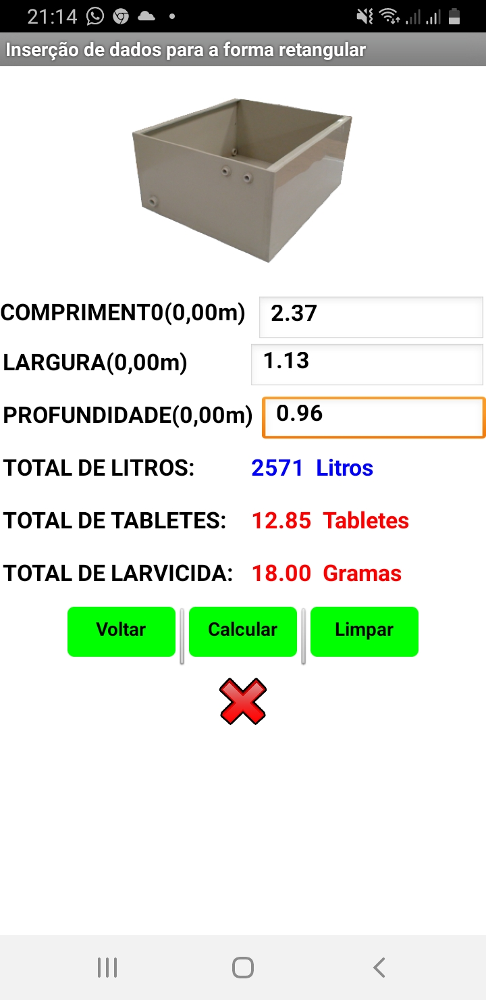 21:14
Inserção de dados para a forma retangular
COMPRIMENT0(0,00m) 2.37
LARGURA(0,00m) 1.13
PROFUNDIDADE(0,00m) 0.96
TOTAL DE LITROS: 2571 Litros
TOTAL DE TABLETES: 12.85 Tabletes
TOTAL DE LARVICIDA: 18.00 Gramas
Voltar Calcular Limpar